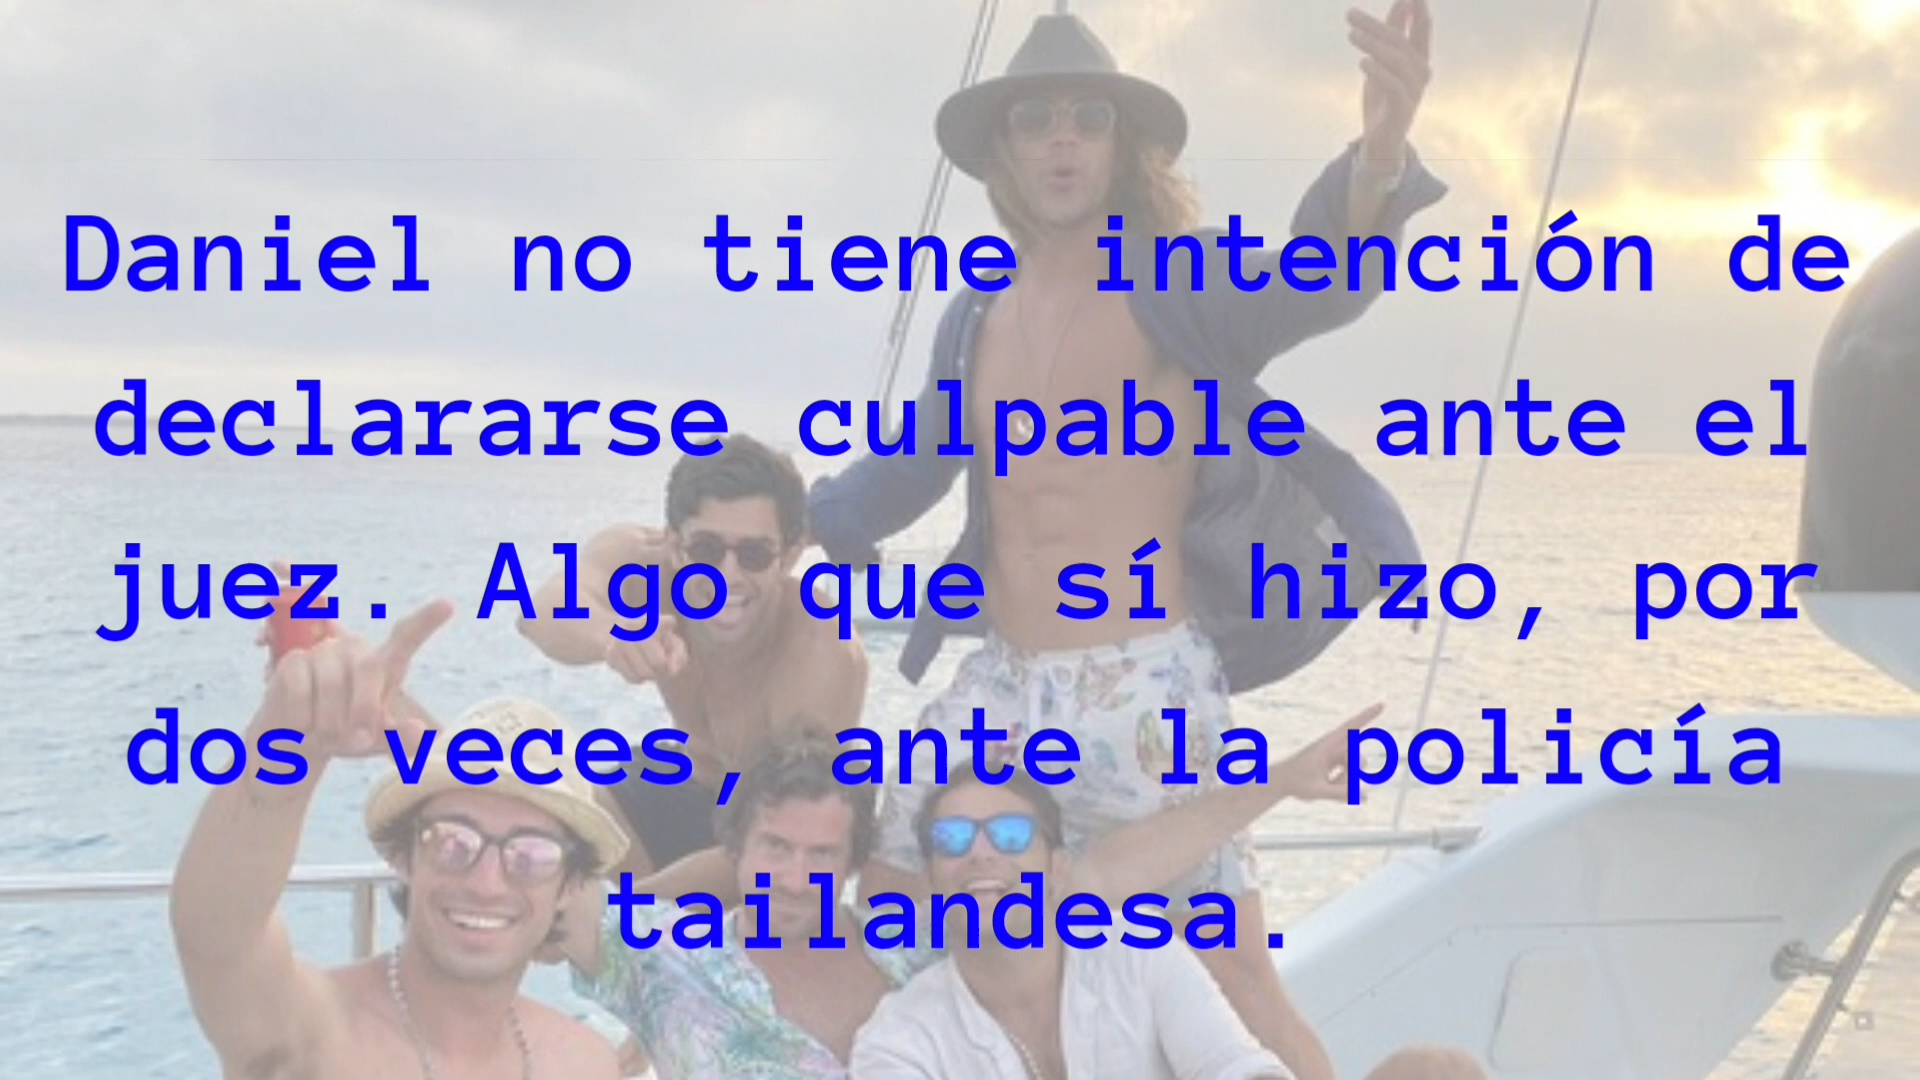 Daniel no tiene intención de
declararse culpable ante el
juez. Algo que sí hizo, por
dos veces, ante la policía
tailandesa.